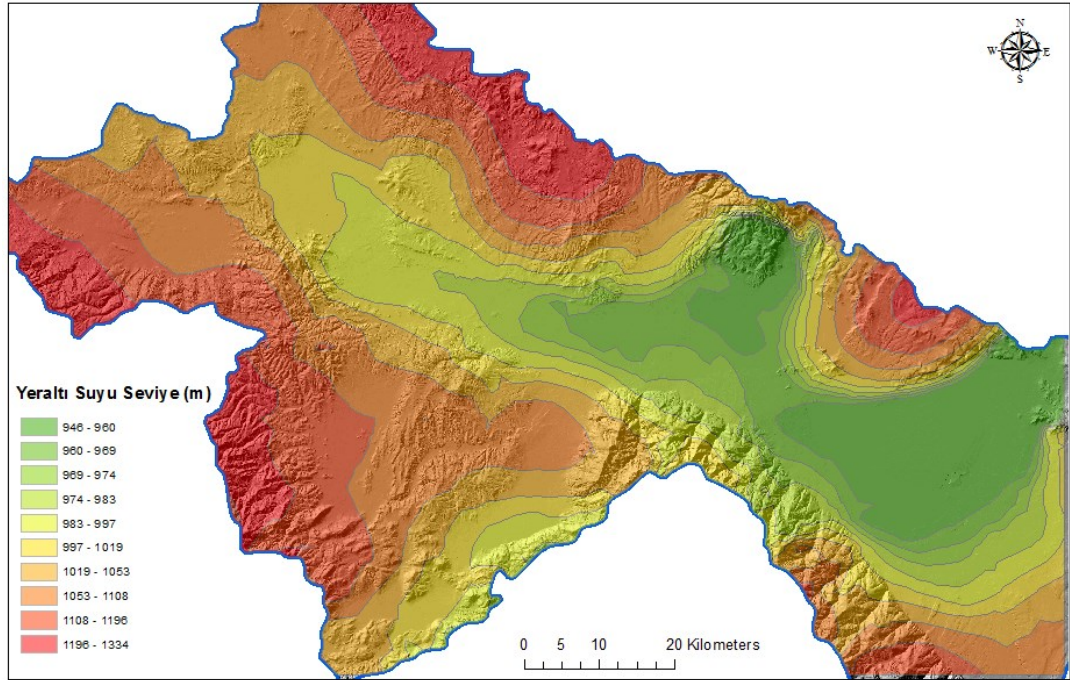 N
W E
S
Yeraltı Suyu Seviye (m)
946 - 960
960 - 969
969 - 974
974 - 983
983 - 997
997 - 1019
1019 - 1053
1053 - 1108
1108 - 1196
1196 - 1334
0 5 10 20 Kilometers